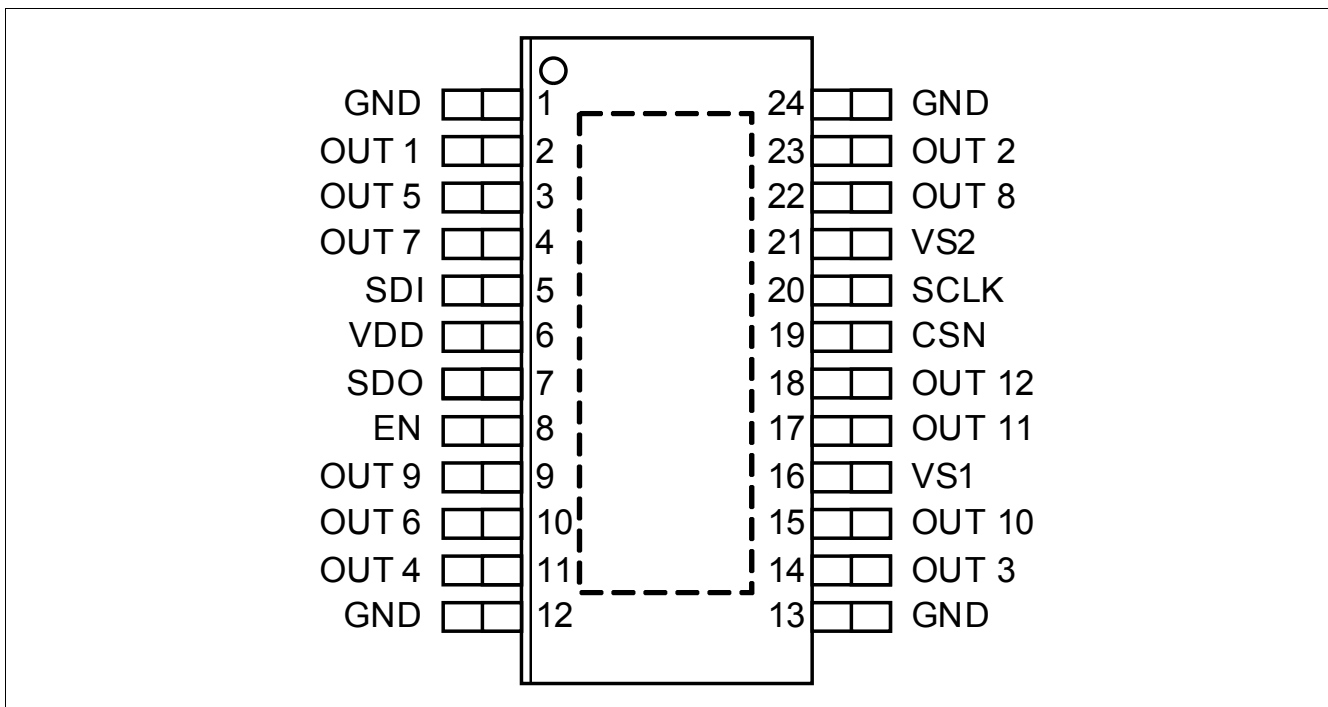 GND 1 24 GND
OUT 1 2 23 OUT 2
OUT 5 3 22 OUT 8
OUT 7 4 21 VS2
SDI 5 20 SCLK
VDD 6 19 CSN
SDO 7 18 OUT 12
EN 8 17 OUT 11
OUT 9 9 16 VS1
OUT 6 10 15 OUT 10
OUT 4 11 14 OUT 3
GND 12 13 GND